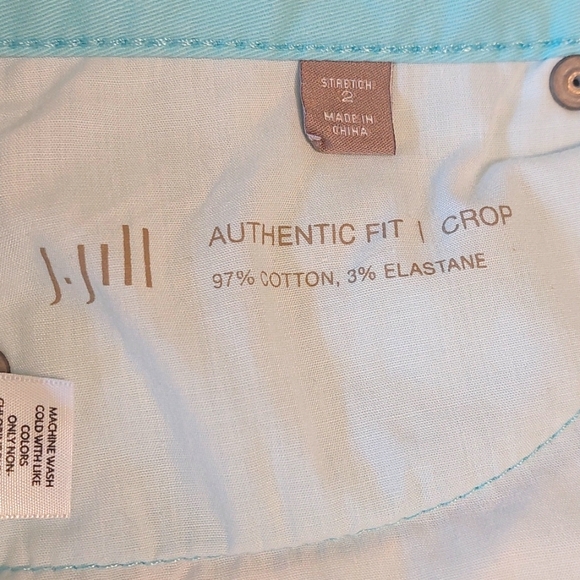 STRETCH
2
MADE IN
CHINA
J.Jill
AUTHENTIC FIT | CROP
97% COTTON, 3% ELASTANE
MACHINE WASH
COLD WITH LIKE
COLORS
ONLY NON-